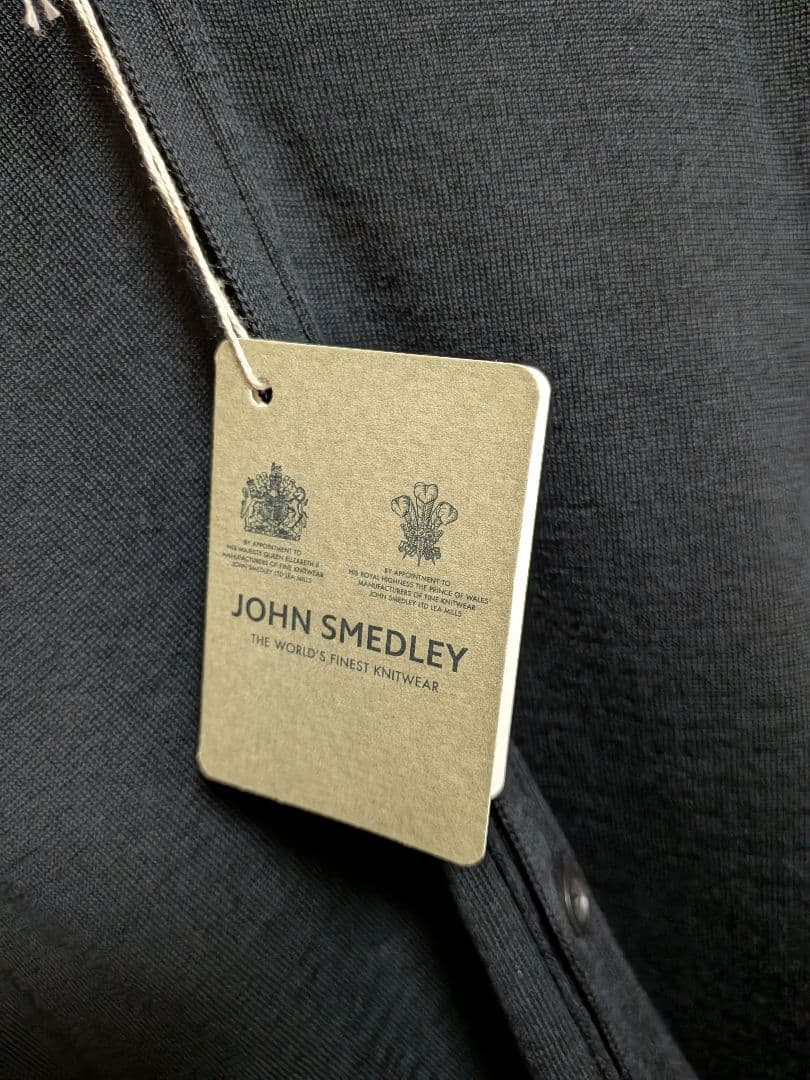 BY APPOINTMENT TO
HER MAJESTY QUEEN ELIZABETH II
MANUFACTURERS OF FINE KNITWEAR
JOHN SMEDLEY LTD LEA MILLS
BY APPOINTMENT TO
HIS ROYAL HIGHNESS THE PRINCE OF WALES
MANUFACTURERS OF FINE KNITWEAR
JOHN SMEDLEY LTD LEA MILLS
JOHN SMEDLEY
THE WORLD'S FINEST KNITWEAR